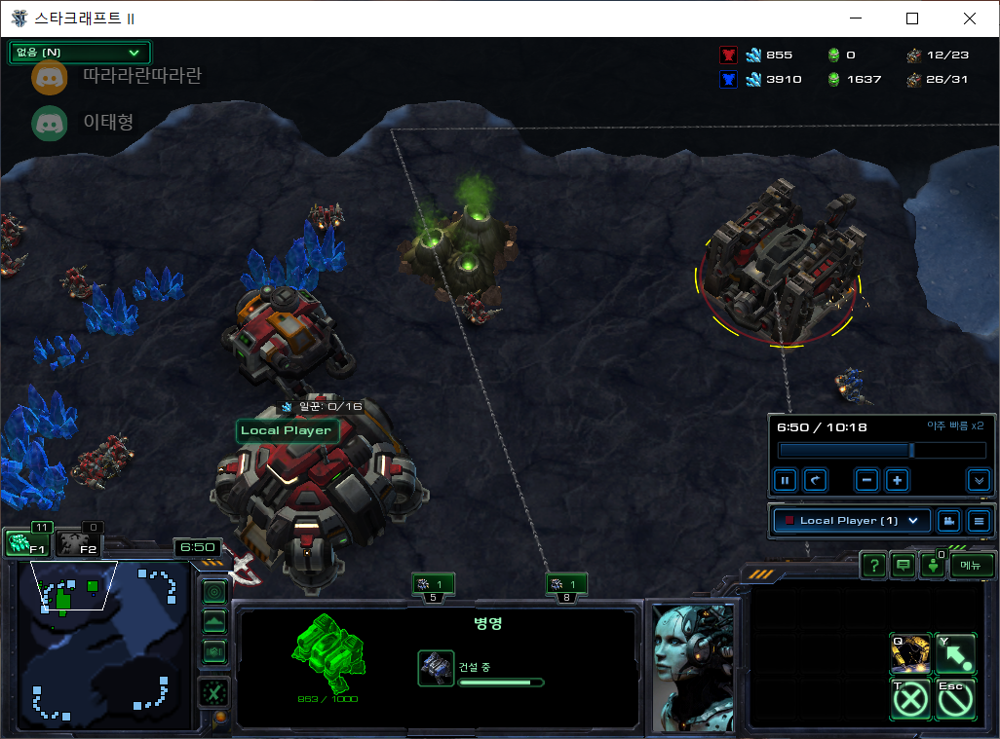 스타크래프트 II
없음 (N)
따라라란따라란
이태형
855 0 12/23
3910 1637 26/31
일꾼: 0/16
Local Player
6:50 / 10:18 아주 빠름 x2
Local Player (1)
11 0
F1 F2
6:50
1 1
5 8
0
? 메뉴
병영
건설 중
863 / 1000
Q Y
T Esc